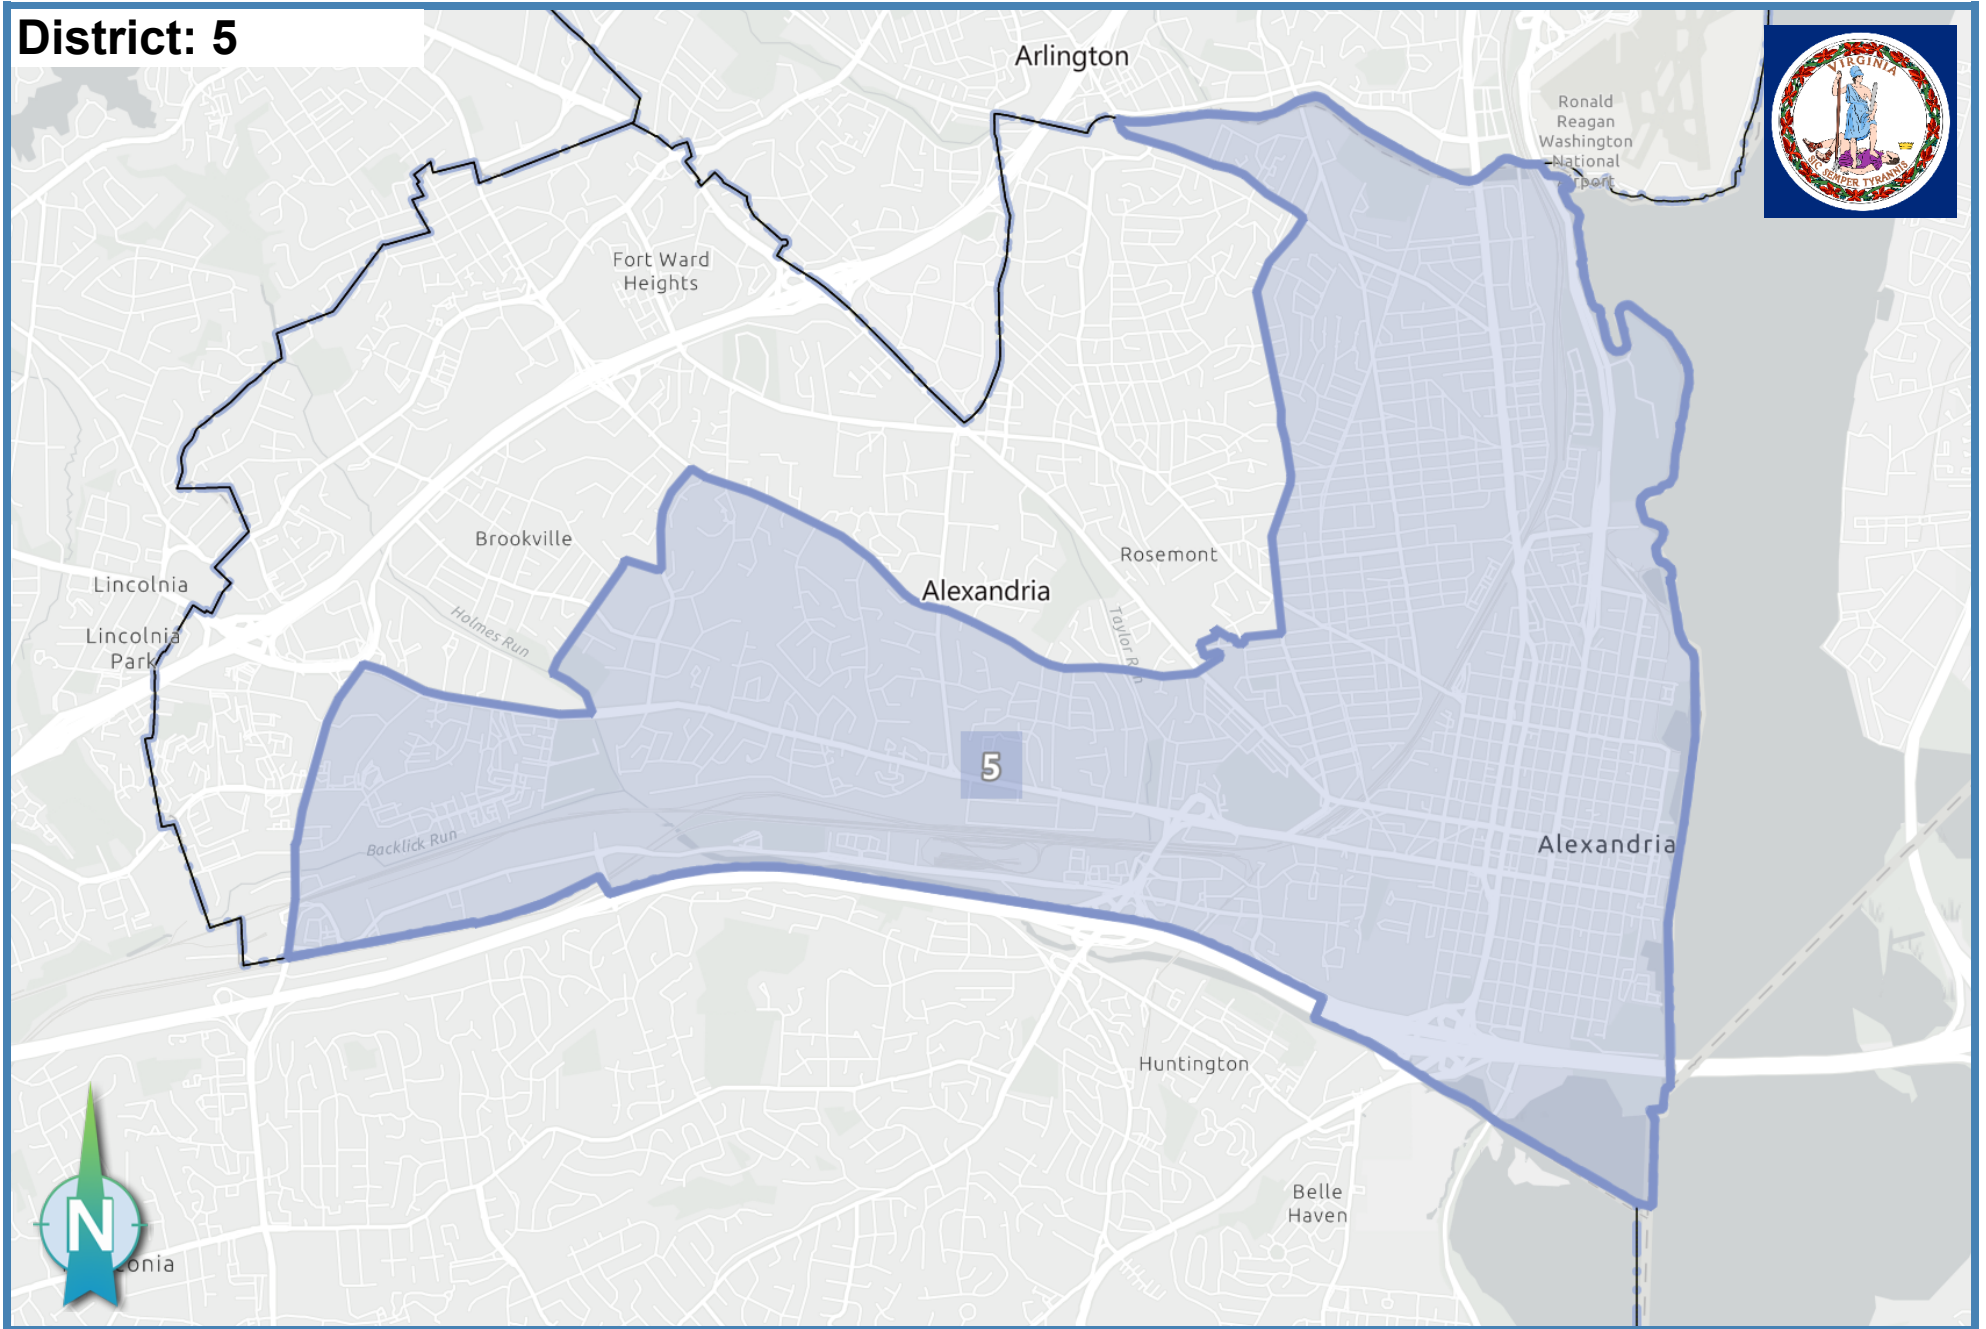 District: 5
Arlington
VIRGINIA
SIC SEMPER TYRANNIS
Ronald
Reagan
Washington
National
Airport
Fort Ward
Heights
Brookville
Rosemont
Alexandria
Lincolnia
Lincolnia
Park
Holmes Run
Taylor Run
5
Backlick Run
Alexandria
Huntington
Belle
Haven
N
onia